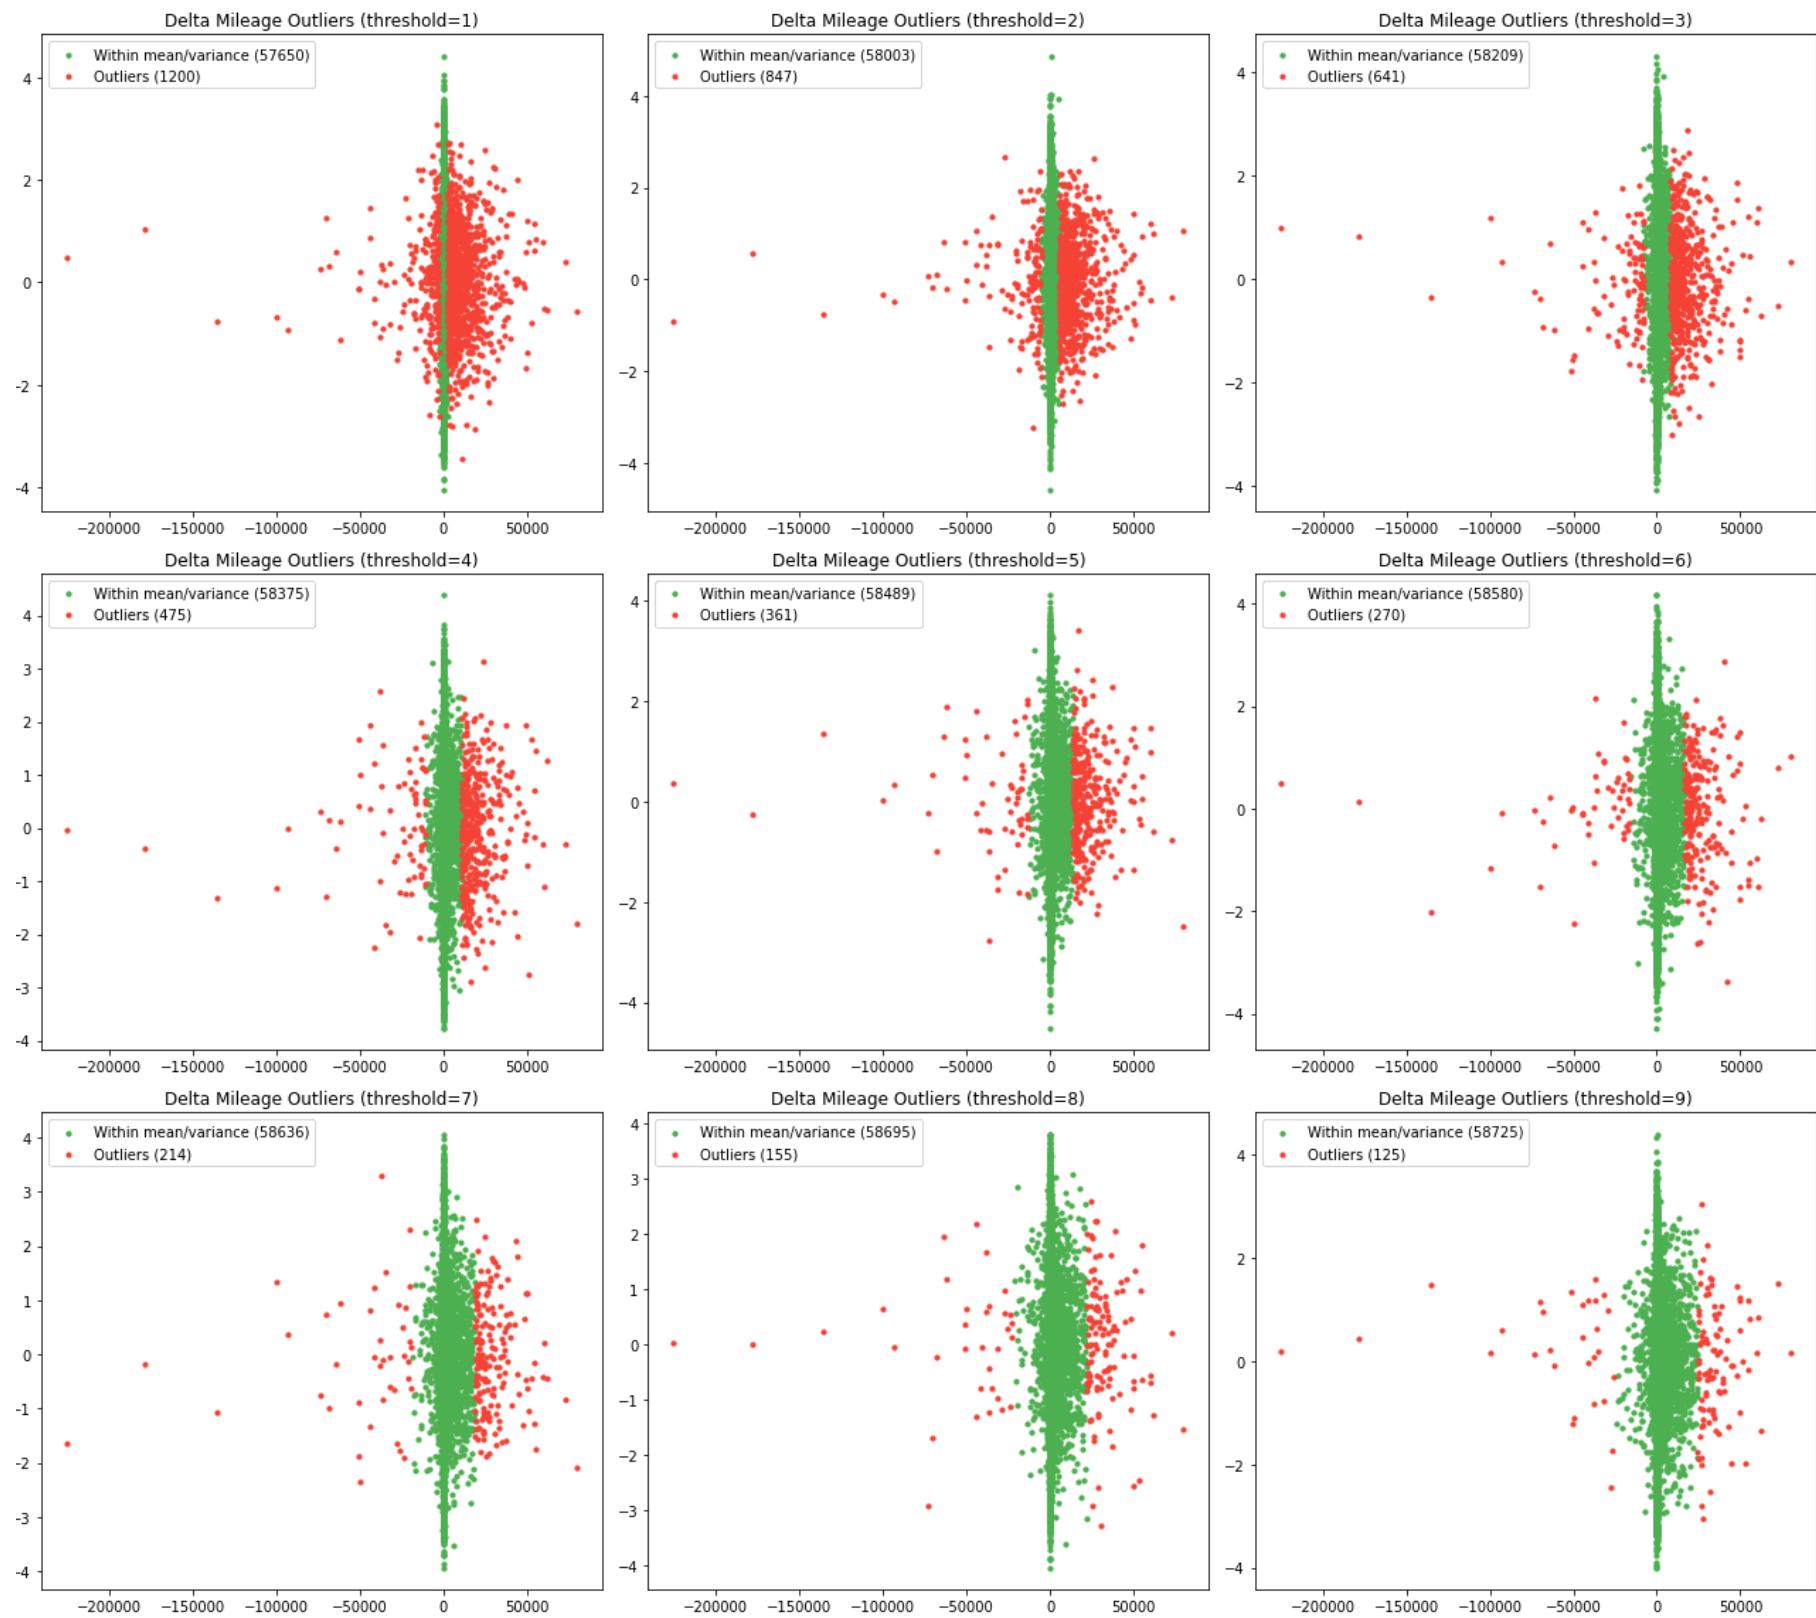 Delta Mileage Outliers (threshold=1)
Within mean/variance (57650)
Outliers (1200)
4
2
0
-2
-4
−200000 −150000 −100000 −50000 0 50000
Delta Mileage Outliers (threshold=2)
Within mean/variance (58003)
Outliers (847)
4
2
0
−2
−4
−200000 −150000 −100000 −50000 0 50000
Delta Mileage Outliers (threshold=3)
Within mean/variance (58209)
Outliers (641)
4
2
0
−2
−4
−200000 −150000 −100000 −50000 0 50000
Delta Mileage Outliers (threshold=4)
Within mean/variance (58375)
Outliers (475)
4
3
2
1
0
-1
-2
-3
-4
−200000 −150000 −100000 −50000 0 50000
Delta Mileage Outliers (threshold=5)
Within mean/variance (58489)
Outliers (361)
4
2
0
−2
−4
−200000 −150000 −100000 −50000 0 50000
Delta Mileage Outliers (threshold=6)
Within mean/variance (58580)
Outliers (270)
4
2
0
−2
−4
−200000 −150000 −100000 −50000 0 50000
Delta Mileage Outliers (threshold=7)
Within mean/variance (58636)
Outliers (214)
4
3
2
1
0
-1
-2
-3
-4
−200000 −150000 −100000 −50000 0 50000
Delta Mileage Outliers (threshold=8)
Within mean/variance (58695)
Outliers (155)
4
3
2
1
0
−1
−2
−3
−4
−200000 −150000 −100000 −50000 0 50000
Delta Mileage Outliers (threshold=9)
Within mean/variance (58725)
Outliers (125)
4
2
0
−2
−4
−200000 −150000 −100000 −50000 0 50000